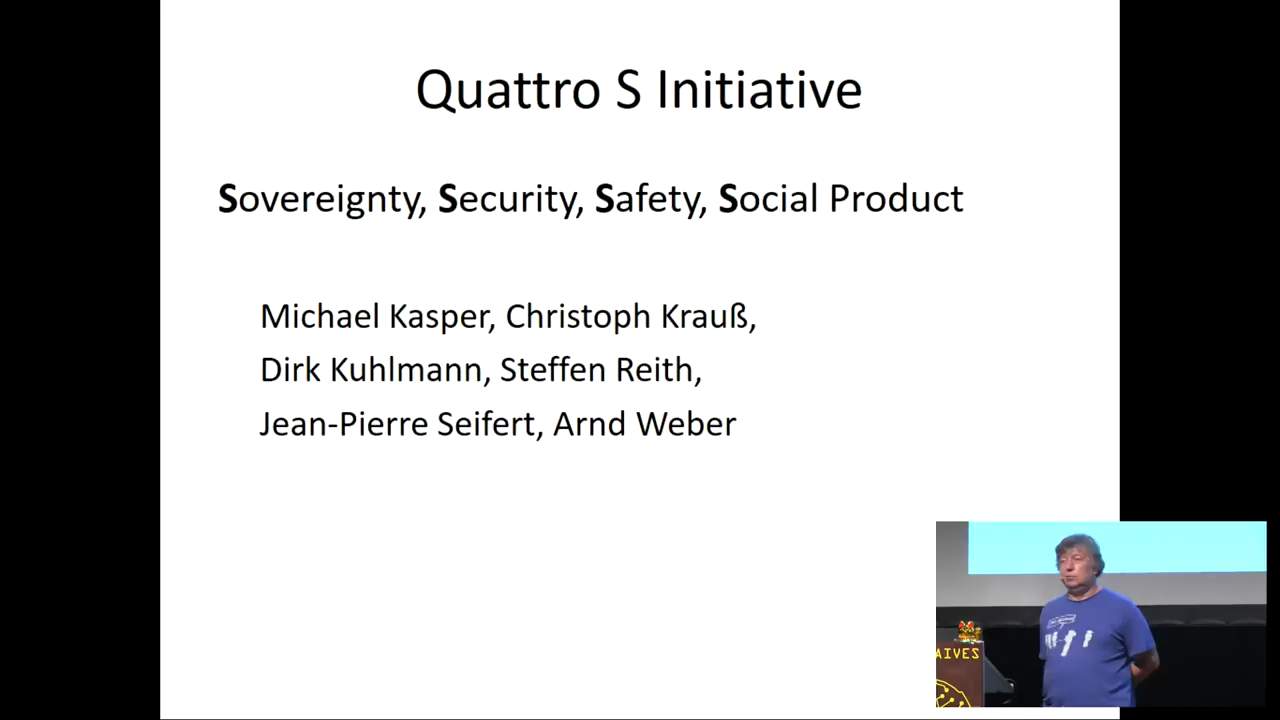 Quattro S Initiative
Sovereignty, Security, Safety, Social Product
Michael Kasper, Christoph Krauß,
Dirk Kuhlmann, Steffen Reith,
Jean-Pierre Seifert, Arnd Weber
AIVES